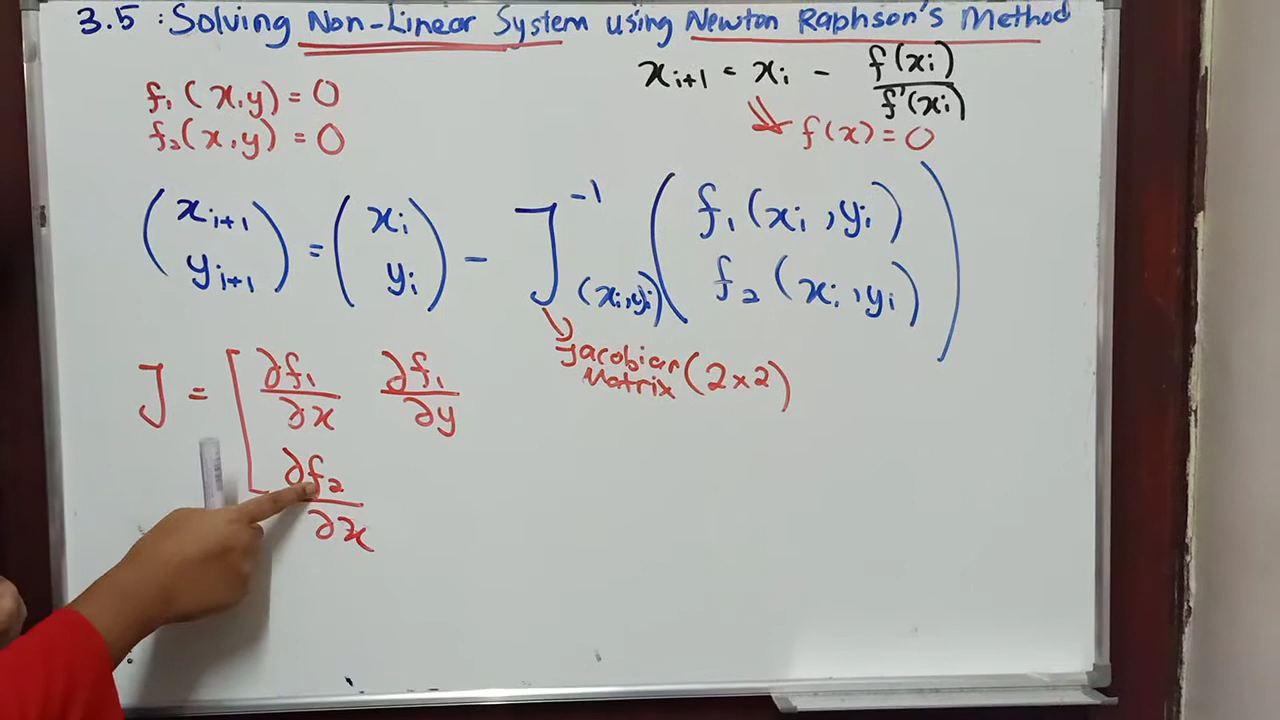 3.5 : Solving Non-Linear System using Newton Raphson's Method
f₁(x,y) = 0
f₂(x,y) = 0
xᵢ₊₁ = xᵢ - f(xᵢ)/f'(xᵢ)
f(x) = 0
(xᵢ₊₁ yᵢ₊₁) = (xᵢ yᵢ) - J⁻¹(xᵢ,yᵢ) (f₁(xᵢ,yᵢ) f₂(xᵢ,yᵢ))
Jacobian
Matrix (2×2)
J = [∂f₁/∂x ∂f₁/∂y
∂f₂/∂x